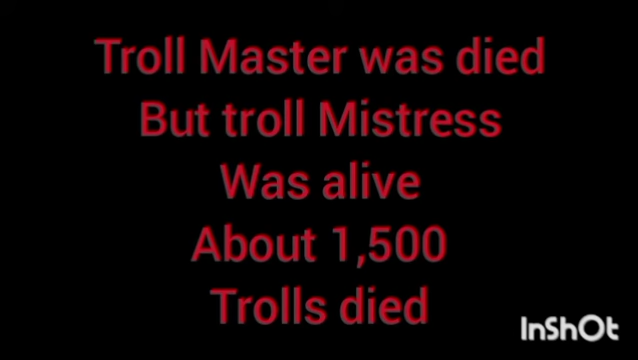 Troll Master was died
But troll Mistress
Was alive
About 1,500
Trolls died
InShOt